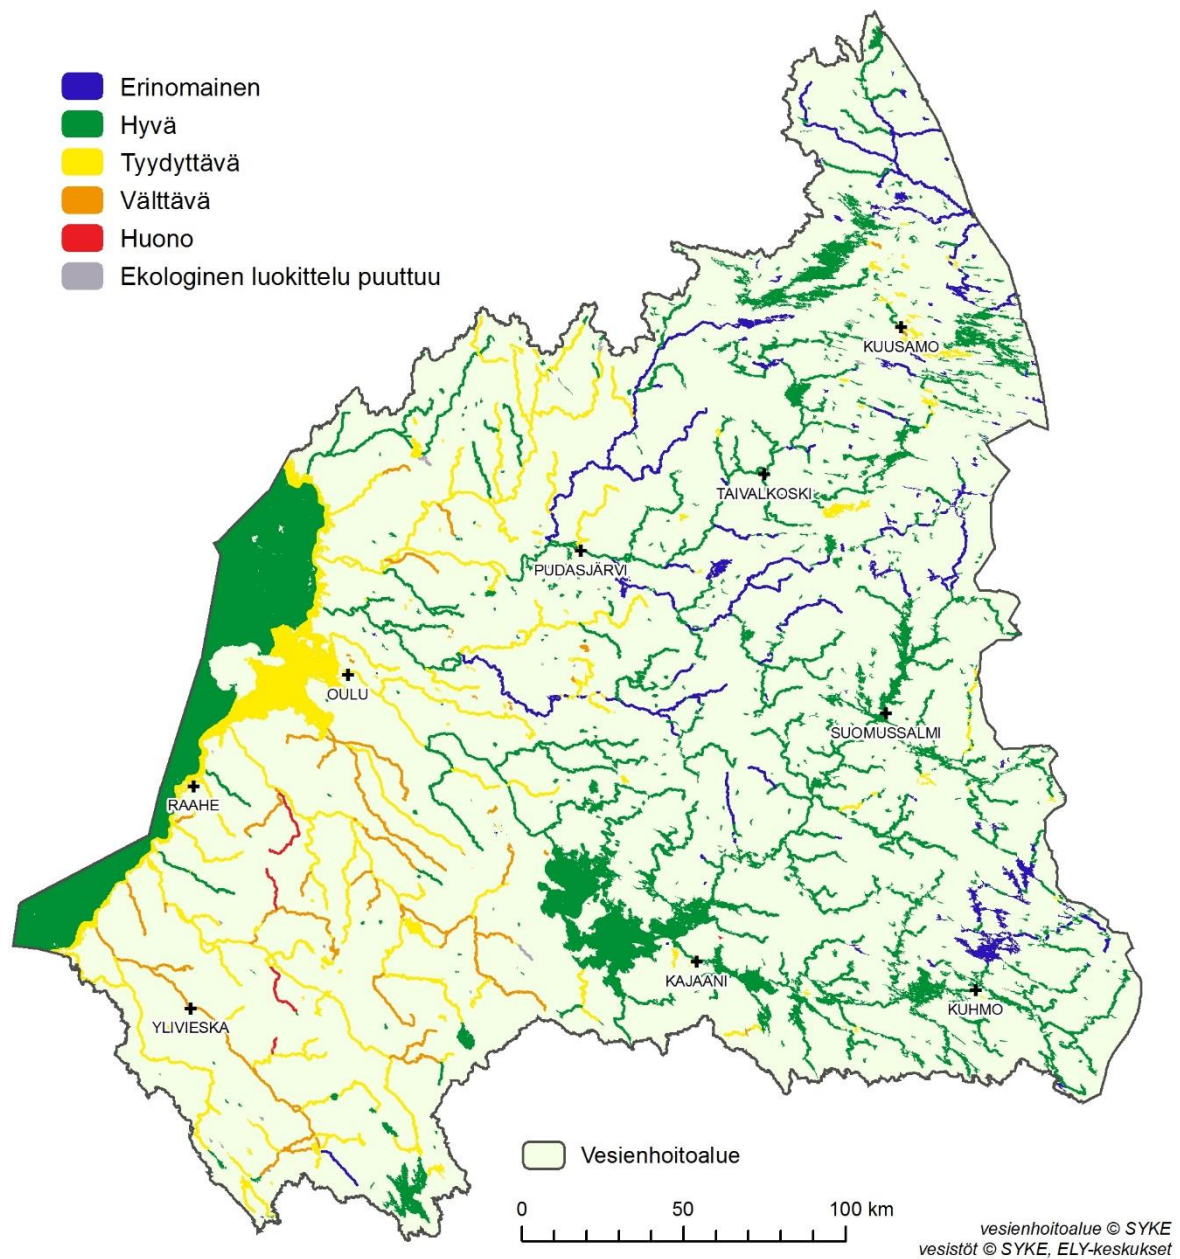 Erinomainen
Hyvä
Tyydyttävä
Välttävä
Huono
Ekologinen luokittelu puuttuu
KUUSAMO
TAIVALKOSKI
PUDASJÄRVI
OULU
SUOMUSSALMI
RAAHE
KAJAANI
KUHMO
YLIVIESKA
Vesienhoitoalue
0 50 100 km
vesienhoitoalue © SYKE
vesistöt © SYKE, ELY-keskukset